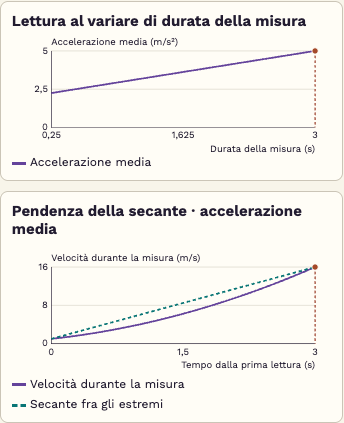 Lettura al variare di durata della misura
Accelerazione media (m/s²)
5
2,5
0
0,25 1,625 3
Durata della misura (s)
Accelerazione media
Pendenza della secante · accelerazione
media
Velocità durante la misura (m/s)
16
8
0
0 1,5 3
Tempo dalla prima lettura (s)
Velocità durante la misura
Secante fra gli estremi